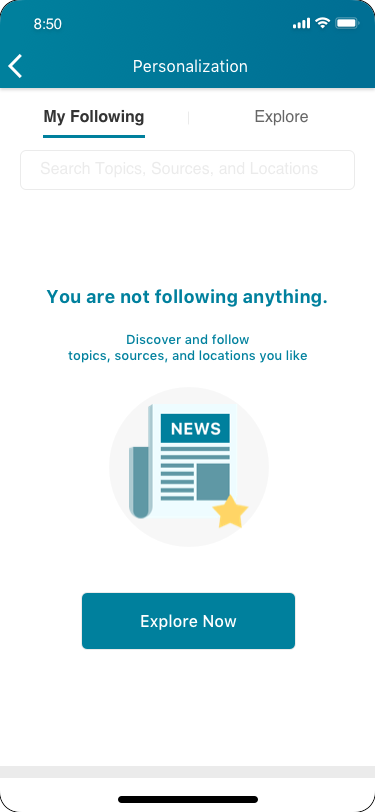 8:50
Personalization
My Following
Explore
Search Topics, Sources, and Locations
You are not following anything.
Discover and follow
topics, sources, and locations you like
NEWS
Explore Now